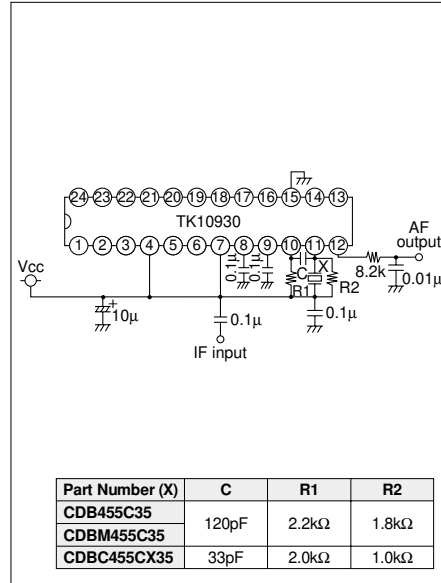 24 23 22 21 20 19 18 17 16 15 14 13
TK10930
1 2 3 4 5 6 7 8 9 10 11 12
AF
output
Vcc
0.1μ
0.1μ
C
X
R1
R2
8.2k
0.01μ
+
10μ
0.1μ
0.1μ
IF input
Part Number (X) C R1 R2
CDB455C35 120pF 2.2kΩ 1.8kΩ
CDBM455C35
CDBC455CX35 33pF 2.0kΩ 1.0kΩ